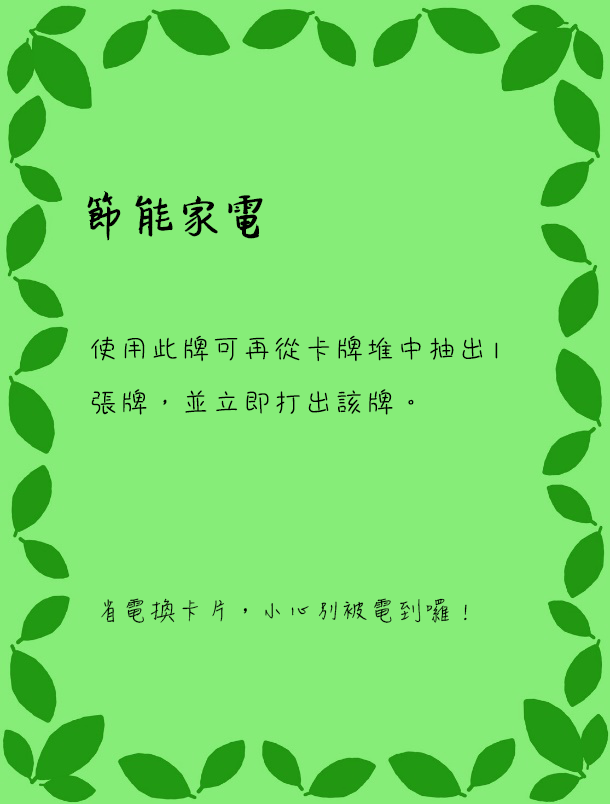 節能家電
使用此牌可再從卡牌堆中抽出1
張牌，並立即打出該牌。
省電換卡片，小心別被電到囉！